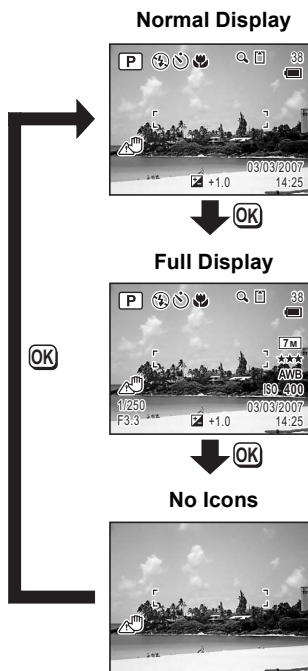 Normal Display
P 38
03/03/2007
+1.0 14:25
OK
Full Display
P 38
7M
★★★
AWB
ISO 400
1/250 03/03/2007
F3.3 +1.0 14:25
OK
OK
No Icons